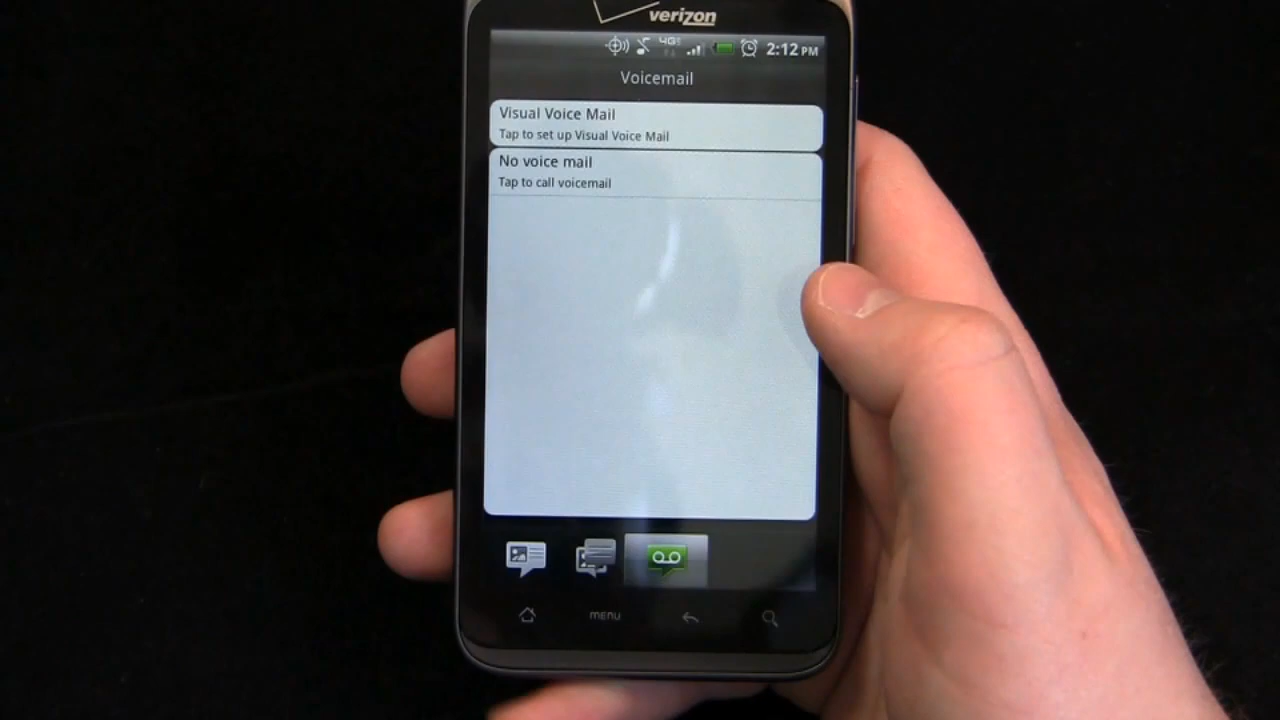 verizon
4G 2:12 PM
Voicemail
Visual Voice Mail
Tap to set up Visual Voice Mail
No voice mail
Tap to call voicemail
MENU